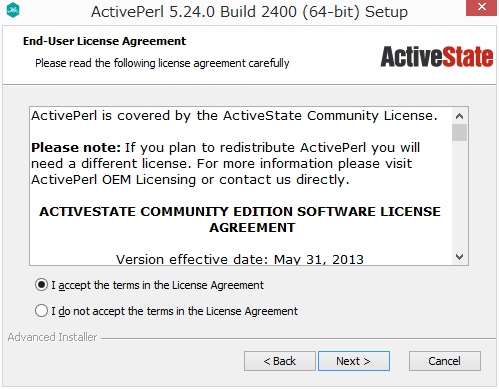 ActivePerl 5.24.0 Build 2400 (64-bit) Setup
End-User License Agreement
Please read the following license agreement carefully
ActiveState
ActivePerl is covered by the ActiveState Community License.
Please note: If you plan to redistribute ActivePerl you will
need a different license. For more information please visit
ActivePerl OEM Licensing or contact us directly.
ACTIVESTATE COMMUNITY EDITION SOFTWARE LICENSE
AGREEMENT
Version effective date: May 31, 2013
I accept the terms in the License Agreement
I do not accept the terms in the License Agreement
Advanced Installer
< Back
Next >
Cancel